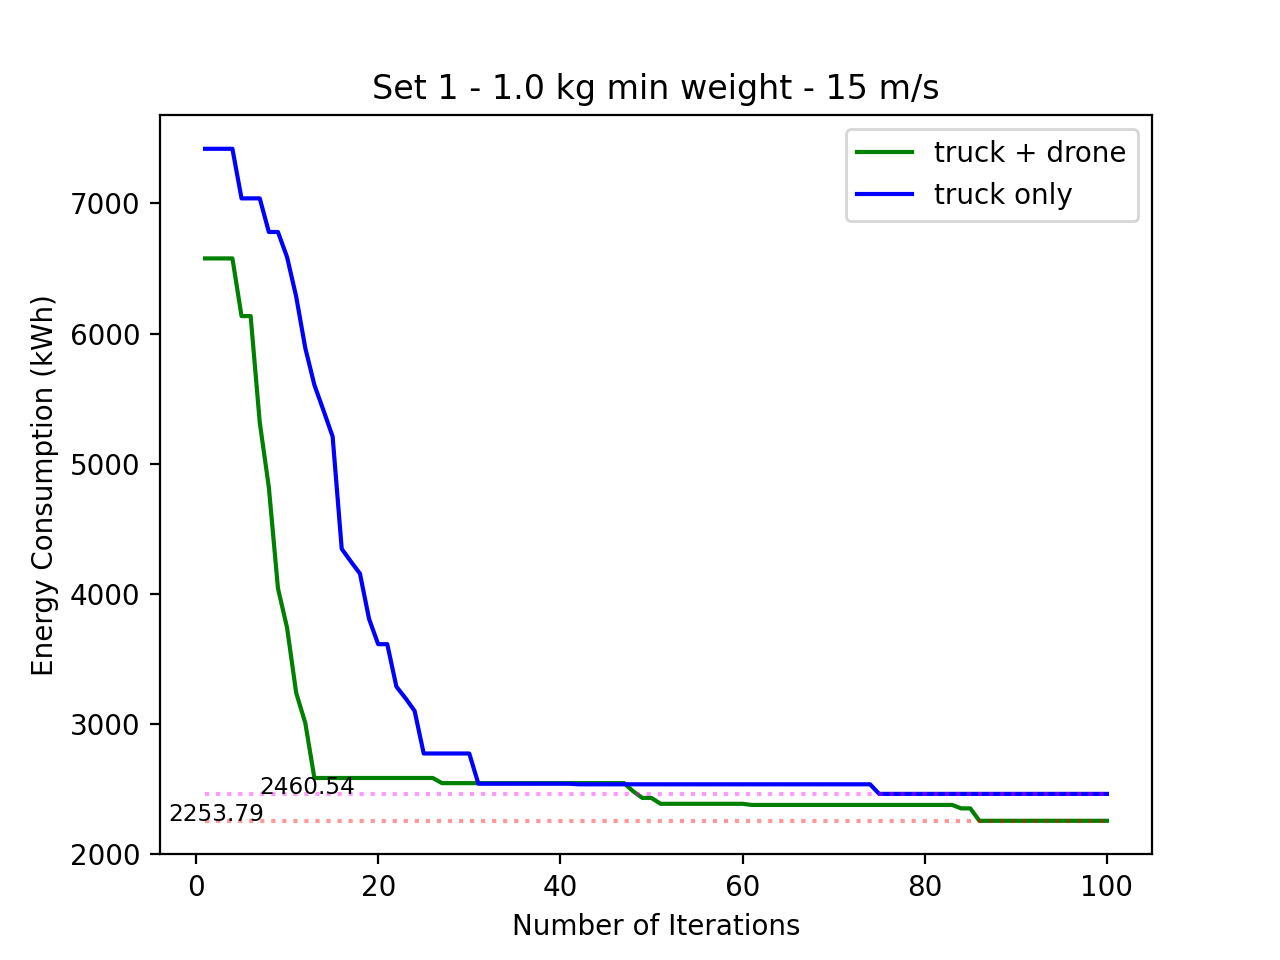 Set 1 - 1.0 kg min weight - 15 m/s
truck + drone
truck only
Energy Consumption (kWh)
7000
6000
5000
4000
3000
2000
2460.54
2253.79
0
20
40
60
80
100
Number of Iterations